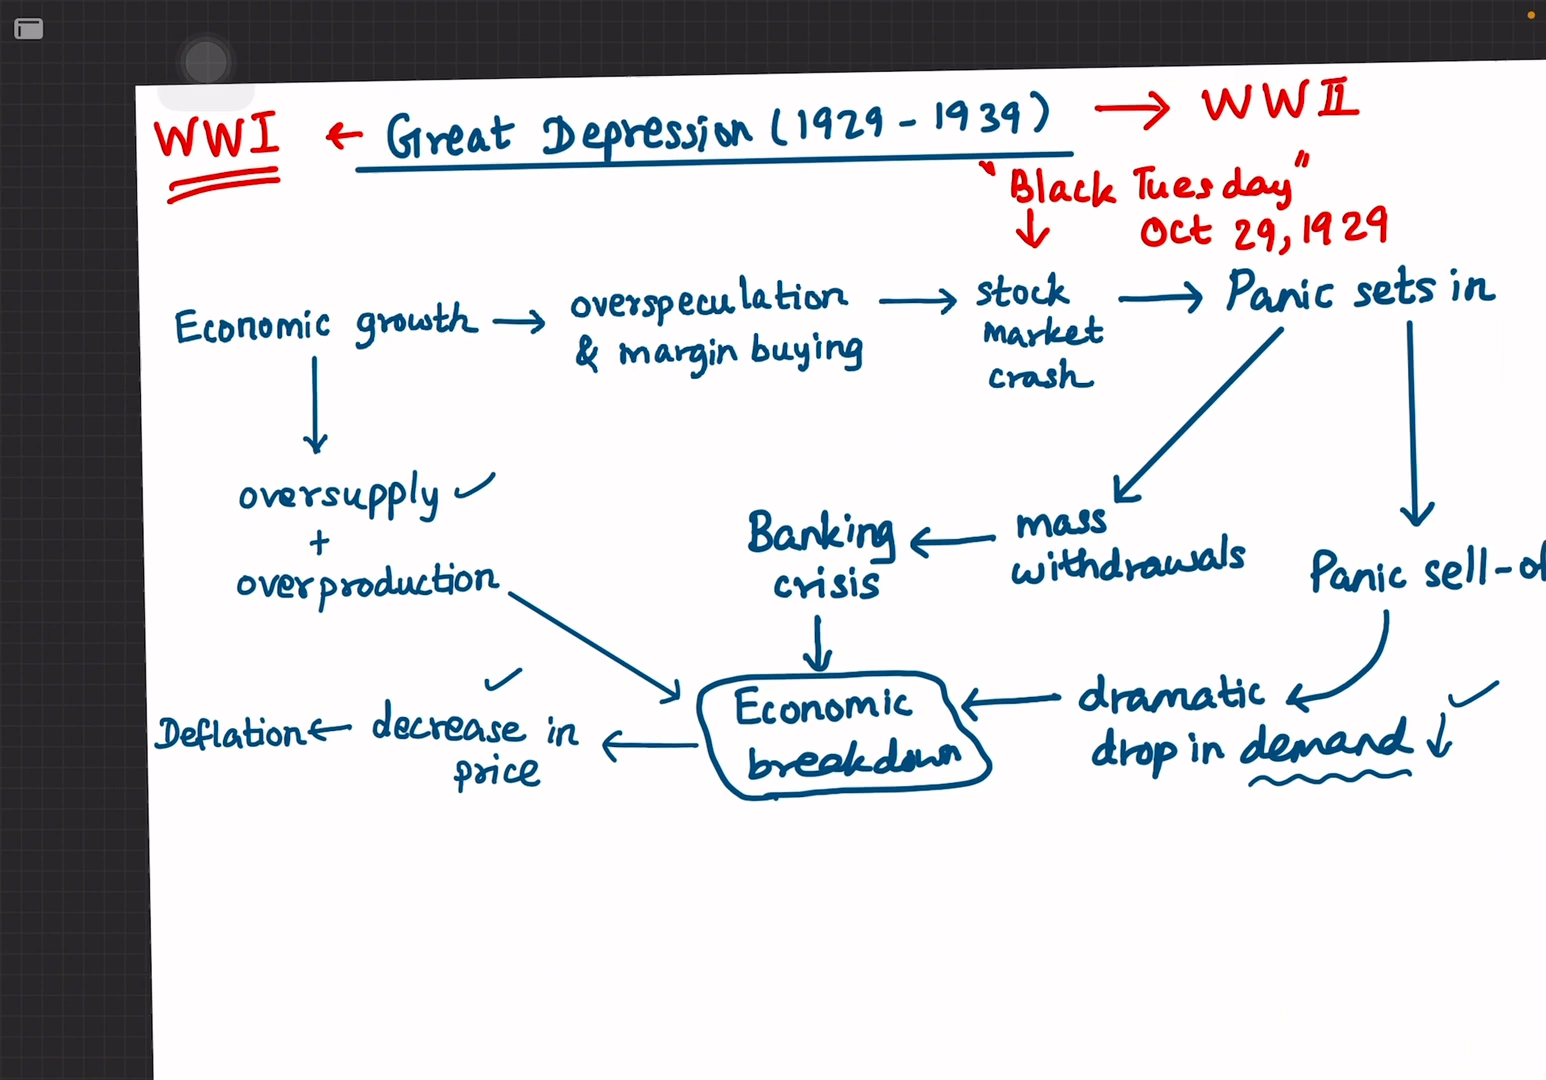 WWI ← Great Depression (1929 - 1939) → WWII
"Black Tuesday"
Oct 29, 1929
Economic growth → overspeculation & margin buying → stock market crash → Panic sets in
oversupply ✓
+
overproduction
Banking crisis ← mass withdrawals
Panic sell-of
Deflation ← decrease in price ✓
Economic breakdown
dramatic drop in demand ↓ ✓